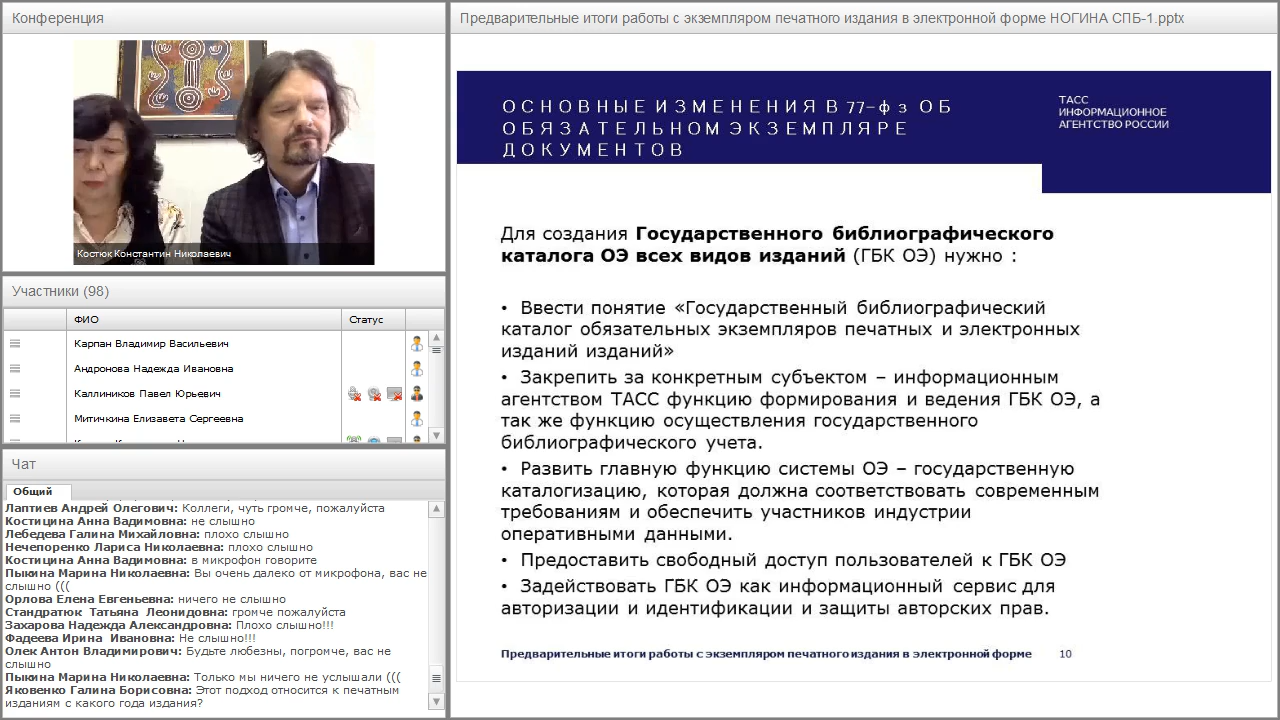 Конференция
Костюк Константин Николаевич
Участники (98)
ФИО
Статус
Карпан Владимир Васильевич
Андронова Надежда Ивановна
Каллиников Павел Юрьевич
Митичкина Елизавета Сергеевна
Чат
Общий
Лаптиев Андрей Олегович: Коллеги, чуть громче, пожалуйста
Костицина Анна Вадимовна: не слышно
Лебедева Галина Михайловна: плохо слышно
Нечепоренко Лариса Николаевна: плохо слышно
Костицина Анна Вадимовна: в микрофон говорите
Пыкина Марина Николаевна: Вы очень далеко от микрофона, вас не
слышно (((
Орлова Елена Евгеньевна: ничего не слышно
Стандратюк Татьяна Леонидовна: громче пожалуйста
Захарова Надежда Александровна: Плохо слышно!!!
Фадеева Ирина Ивановна: Не слышно!!!
Олек Антон Владимирович: Будьте любезны, погромче, вас не
слышно
Пыкина Марина Николаевна: Только мы ничего не услышали (((
Яковенко Галина Борисовна: Этот подход относится к печатным
изданиям с какого года издания?
Предварительные итоги работы с экземпляром печатного издания в электронной форме НОГИНА СПБ-1.pptx
ОСНОВНЫЕ ИЗМЕНЕНИЯ В 77-ф з ОБ
ОБЯЗАТЕЛЬНОМ ЭКЗЕМПЛЯРЕ
ДОКУМЕНТОВ
ТАСС
ИНФОРМАЦИОННОЕ
АГЕНТСТВО РОССИИ
Для создания Государственного библиографического
каталога ОЭ всех видов изданий (ГБК ОЭ) нужно :
• Ввести понятие «Государственный библиографический
каталог обязательных экземпляров печатных и электронных
изданий изданий»
• Закрепить за конкретным субъектом – информационным
агентством ТАСС функцию формирования и ведения ГБК ОЭ, а
так же функцию осуществления государственного
библиографического учета.
• Развить главную функцию системы ОЭ – государственную
каталогизацию, которая должна соответствовать современным
требованиям и обеспечить участников индустрии
оперативными данными.
• Предоставить свободный доступ пользователей к ГБК ОЭ
• Задействовать ГБК ОЭ как информационный сервис для
авторизации и идентификации и защиты авторских прав.
Предварительные итоги работы с экземпляром печатного издания в электронной форме
10